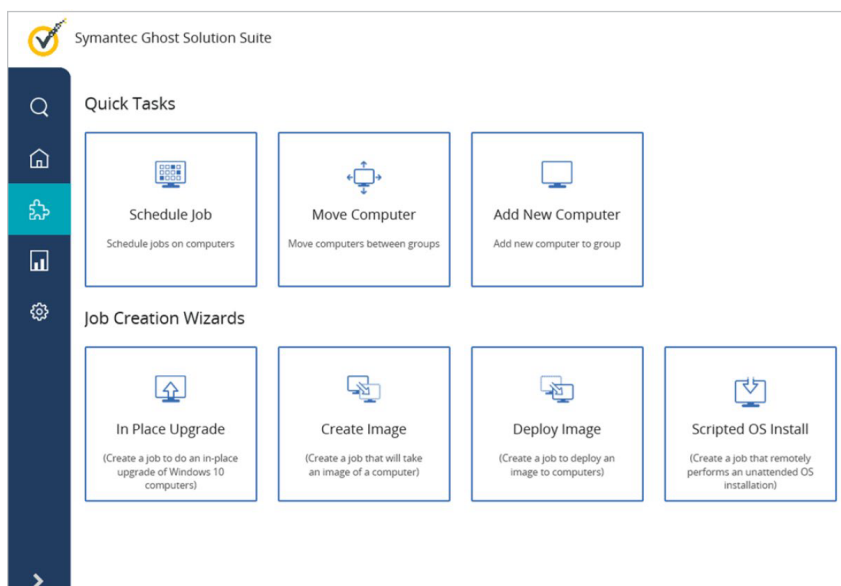 Symantec Ghost Solution Suite
Quick Tasks
Schedule Job
Schedule jobs on computers
Move Computer
Move computers between groups
Add New Computer
Add new computer to group
Job Creation Wizards
In Place Upgrade
(Create a job to do an in-place
upgrade of Windows 10
computers)
Create Image
(Create a job that will take
an image of a computer)
Deploy Image
(Create a job to deploy an
image to computers)
Scripted OS Install
(Create a job that remotely
performs an unattended OS
installation)